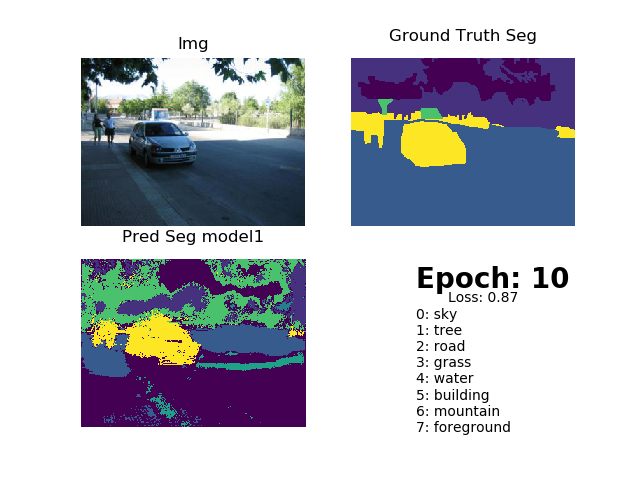 Img
Ground Truth Seg
Pred Seg model1
Epoch: 10
Loss: 0.87
0: sky
1: tree
2: road
3: grass
4: water
5: building
6: mountain
7: foreground